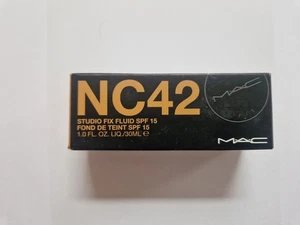 NC42
MAC
STUDIO FIX FLUID SPF 15
FOND DE TEINT SPF 15
1.0 FL. OZ. LIQ./30ML ℮
MAC